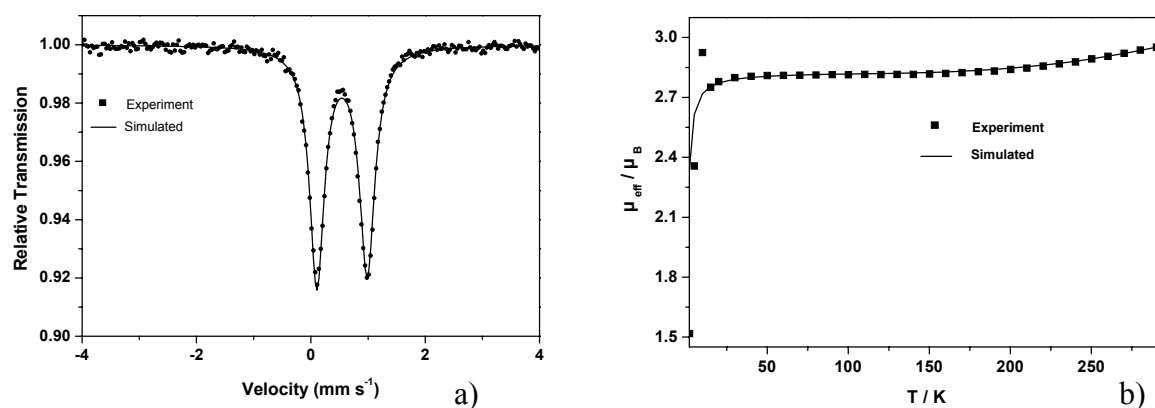 1.00
0.98
0.96
0.94
0.92
0.90
Relative Transmission
Experiment
Simulated
-4
-2
0
2
4
Velocity (mm s⁻¹)
a)
3.0
2.7
2.4
2.1
1.8
1.5
μ eff / μ B
Experiment
Simulated
50
100
150
200
250
T / K
b)